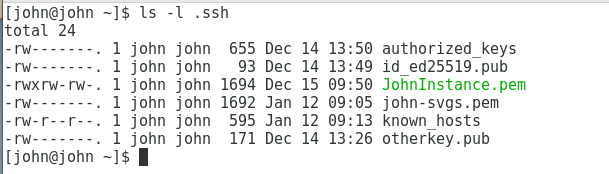 [john@john ~]$ ls -l .ssh
total 24
-rw-------. 1 john john  655 Dec 14 13:50 authorized_keys
-rw-------. 1 john john   93 Dec 14 13:49 id_ed25519.pub
-rwxrw-rw-. 1 john john 1694 Dec 15 09:50 JohnInstance.pem
-rw-------. 1 john john 1692 Jan 12 09:05 john-svgs.pem
-rw-r--r--. 1 john john  595 Jan 12 09:13 known_hosts
-rw-------. 1 john john  171 Dec 14 13:26 otherkey.pub
[john@john ~]$